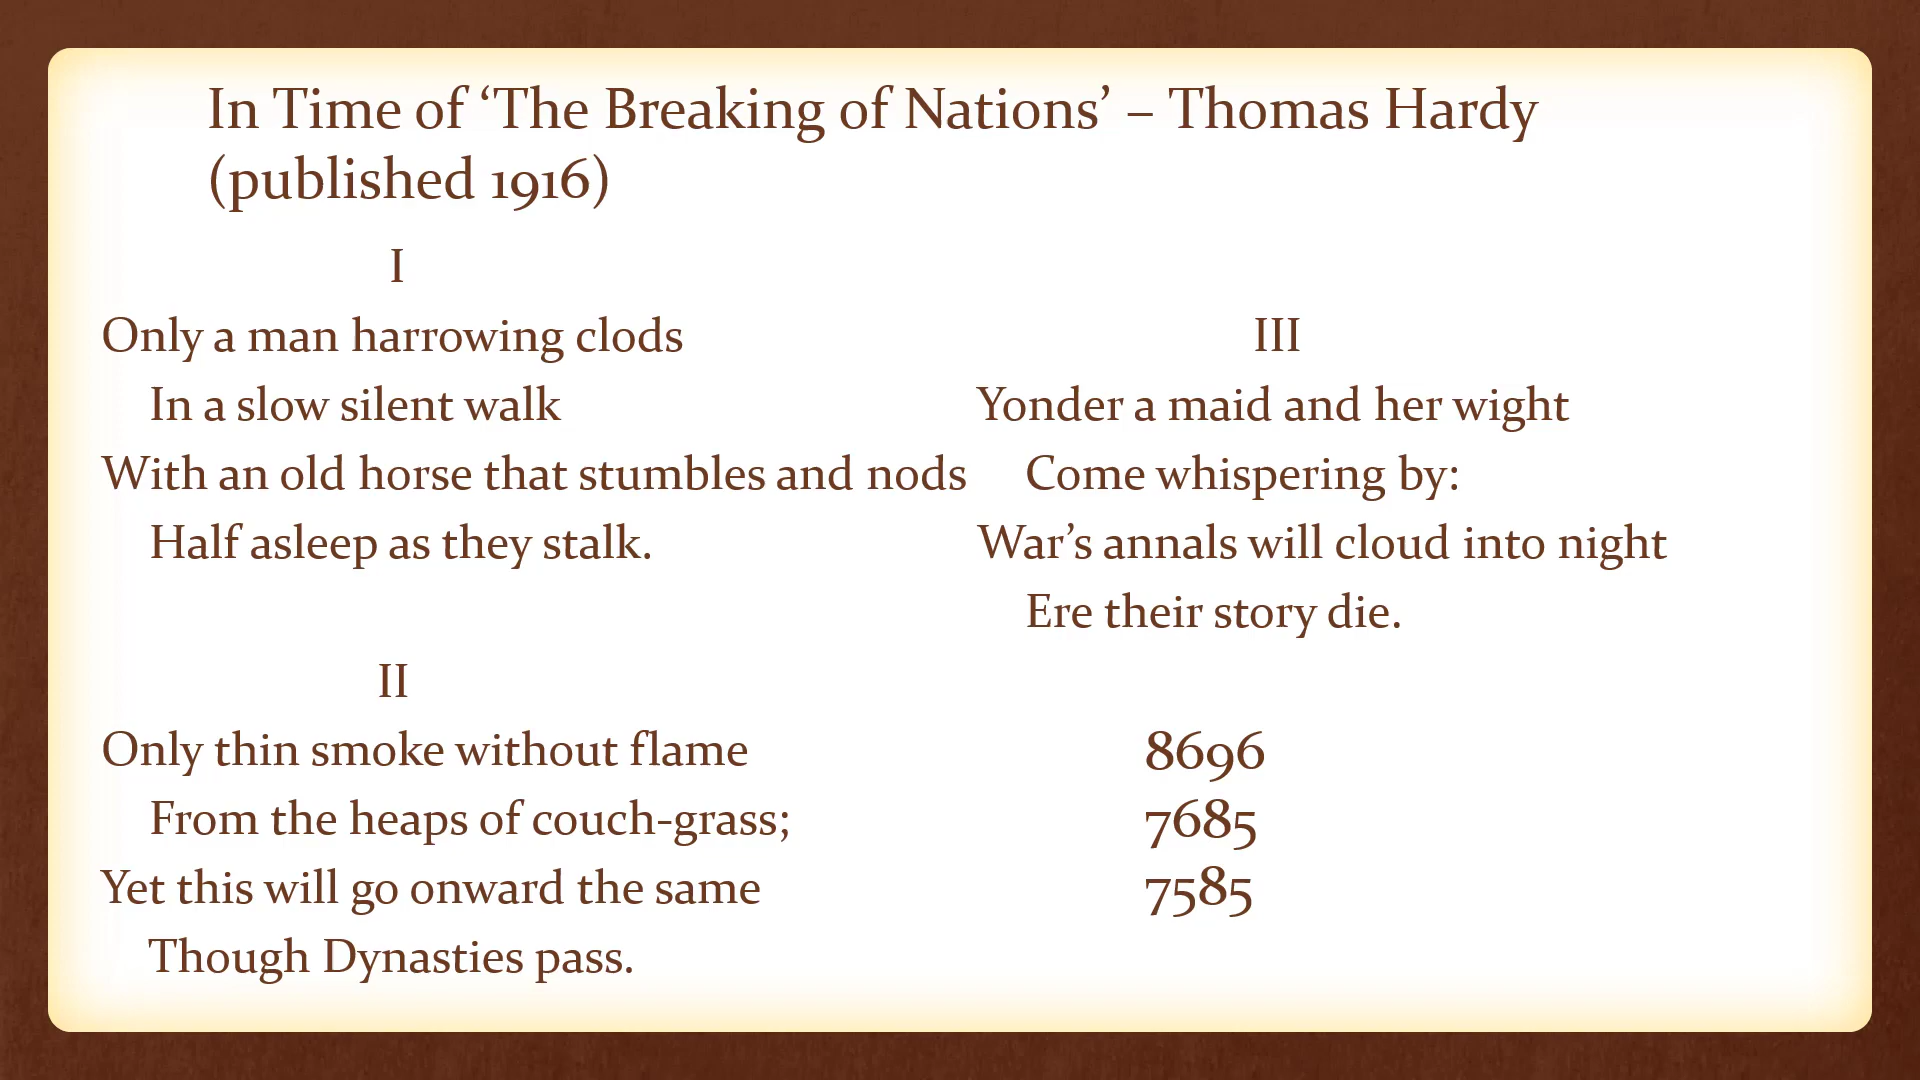 In Time of ‘The Breaking of Nations’ – Thomas Hardy
(published 1916)
I
Only a man harrowing clods
In a slow silent walk
With an old horse that stumbles and nods
Half asleep as they stalk.
II
Only thin smoke without flame
From the heaps of couch-grass;
Yet this will go onward the same
Though Dynasties pass.
III
Yonder a maid and her wight
Come whispering by:
War’s annals will cloud into night
Ere their story die.
8696
7685
7585